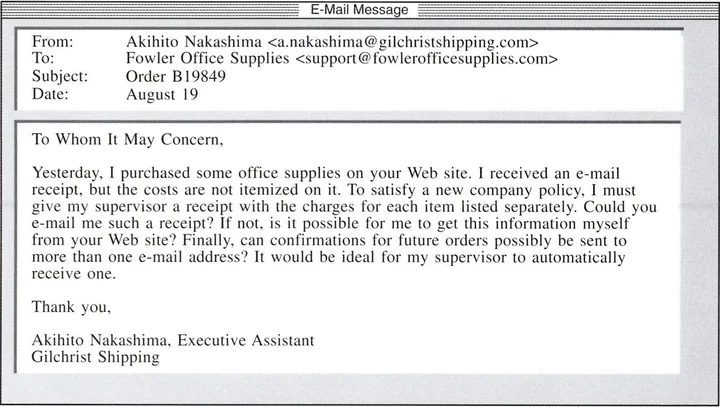 E-Mail Message
From: Akihito Nakashima <a.nakashima@gilchristshipping.com>
To: Fowler Office Supplies <support@fowlerofficesupplies.com>
Subject: Order B19849
Date: August 19
To Whom It May Concern,
Yesterday, I purchased some office supplies on your Web site. I received an e-mail
receipt, but the costs are not itemized on it. To satisfy a new company policy, I must
give my supervisor a receipt with the charges for each item listed separately. Could you
e-mail me such a receipt? If not, is it possible for me to get this information myself
from your Web site? Finally, can confirmations for future orders possibly be sent to
more than one e-mail address? It would be ideal for my supervisor to automatically
receive one.
Thank you,
Akihito Nakashima, Executive Assistant
Gilchrist Shipping